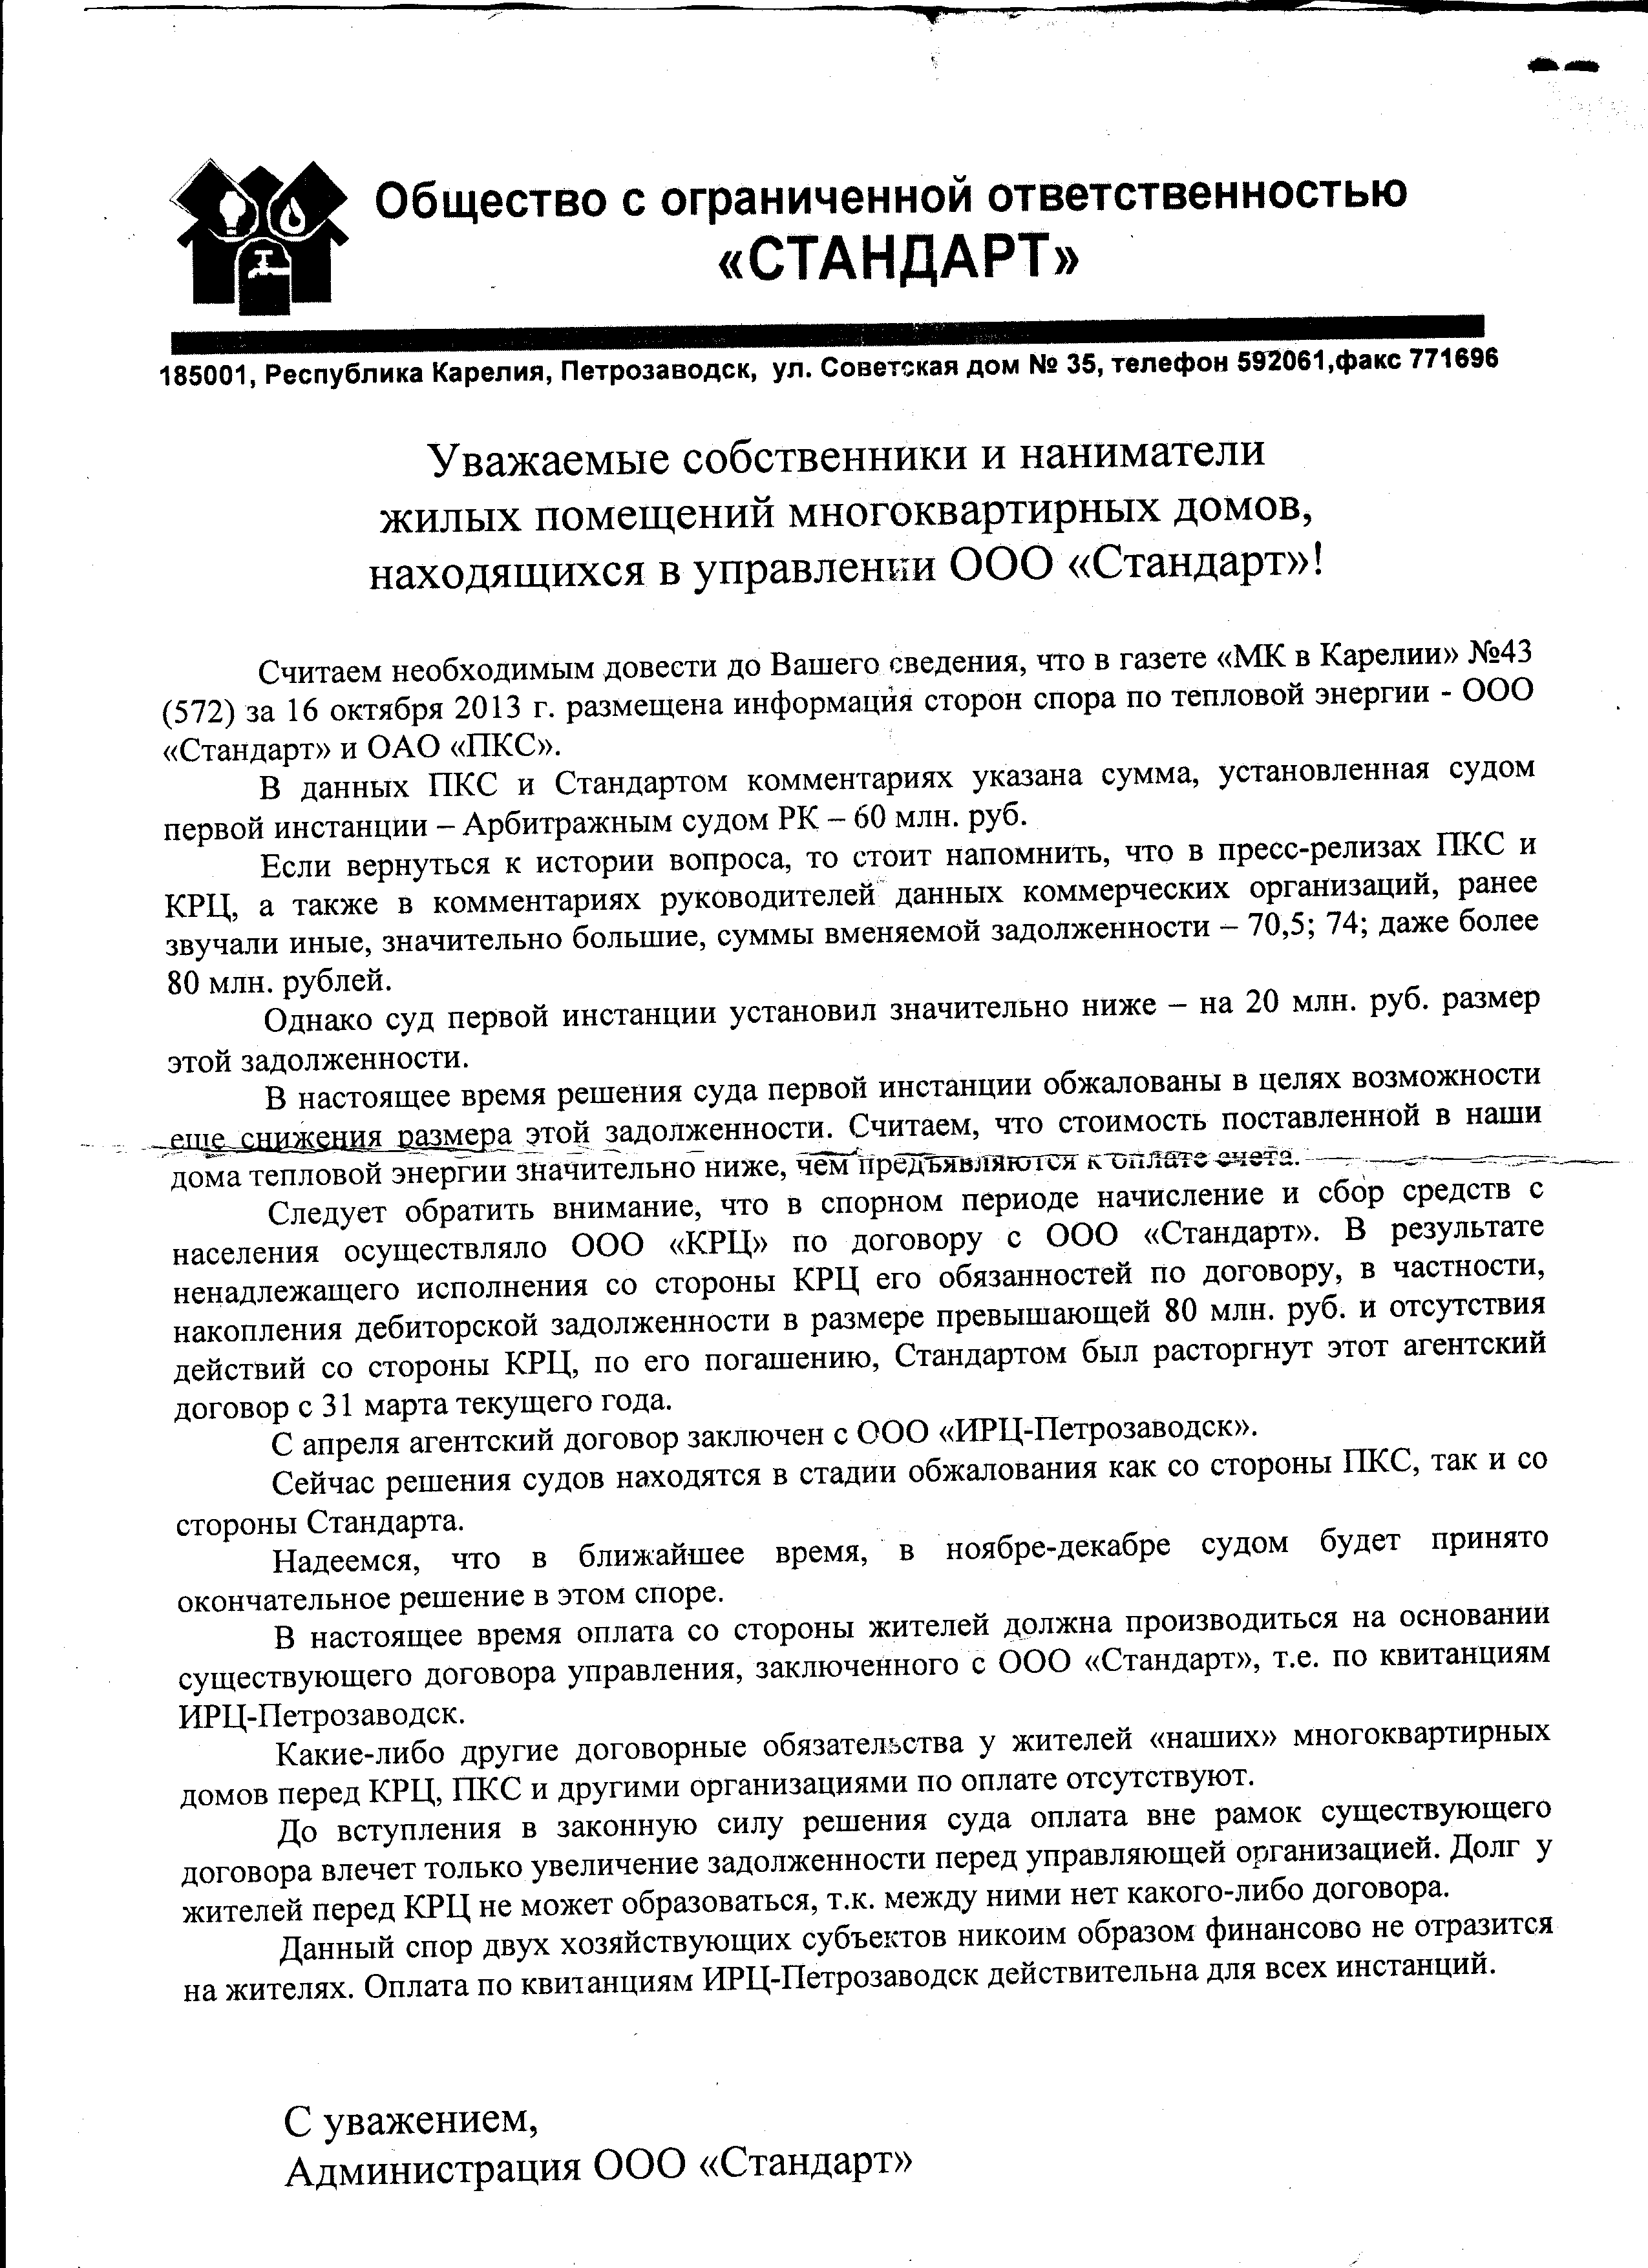 Общество с ограниченной ответственностью
«СТАНДАРТ»
185001, Республика Карелия, Петрозаводск, ул. Советская дом № 35, телефон 592061,факс 771696
Уважаемые собственники и наниматели
жилых помещений многоквартирных домов,
находящихся в управлении ООО «Стандарт»!
Считаем необходимым довести до Вашего сведения, что в газете «МК в Карелии» №43
(572) за 16 октября 2013 г. размещена информация сторон спора по тепловой энергии - ООО
«Стандарт» и ОАО «ПКС».
В данных ПКС и Стандартом комментариях указана сумма, установленная судом
первой инстанции – Арбитражным судом РК – 60 млн. руб.
Если вернуться к истории вопроса, то стоит напомнить, что в пресс-релизах ПКС и
КРЦ, а также в комментариях руководителей данных коммерческих организаций, ранее
звучали иные, значительно большие, суммы вменяемой задолженности – 70,5; 74; даже более
80 млн. рублей.
Однако суд первой инстанции установил значительно ниже – на 20 млн. руб. размер
этой задолженности.
В настоящее время решения суда первой инстанции обжалованы в целях возможности
еще снижения размера этой задолженности. Считаем, что стоимость поставленной в наши
дома тепловой энергии значительно ниже, чем предъявляются к оплате счета.
Следует обратить внимание, что в спорном периоде начисление и сбор средств с
населения осуществляло ООО «КРЦ» по договору с ООО «Стандарт». В результате
ненадлежащего исполнения со стороны КРЦ его обязанностей по договору, в частности,
накопления дебиторской задолженности в размере превышающей 80 млн. руб. и отсутствия
действий со стороны КРЦ, по его погашению, Стандартом был расторгнут этот агентский
договор с 31 марта текущего года.
С апреля агентский договор заключен с ООО «ИРЦ-Петрозаводск».
Сейчас решения судов находятся в стадии обжалования как со стороны ПКС, так и со
стороны Стандарта.
Надеемся, что в ближайшее время, в ноябре-декабре судом будет принято
окончательное решение в этом споре.
В настоящее время оплата со стороны жителей должна производиться на основании
существующего договора управления, заключенного с ООО «Стандарт», т.е. по квитанциям
ИРЦ-Петрозаводск.
Какие-либо другие договорные обязательства у жителей «наших» многоквартирных
домов перед КРЦ, ПКС и другими организациями по оплате отсутствуют.
До вступления в законную силу решения суда оплата вне рамок существующего
договора влечет только увеличение задолженности перед управляющей организацией. Долг у
жителей перед КРЦ не может образоваться, т.к. между ними нет какого-либо договора.
Данный спор двух хозяйствующих субъектов никоим образом финансово не отразится
на жителях. Оплата по квитанциям ИРЦ-Петрозаводск действительна для всех инстанций.
С уважением,
Администрация ООО «Стандарт»